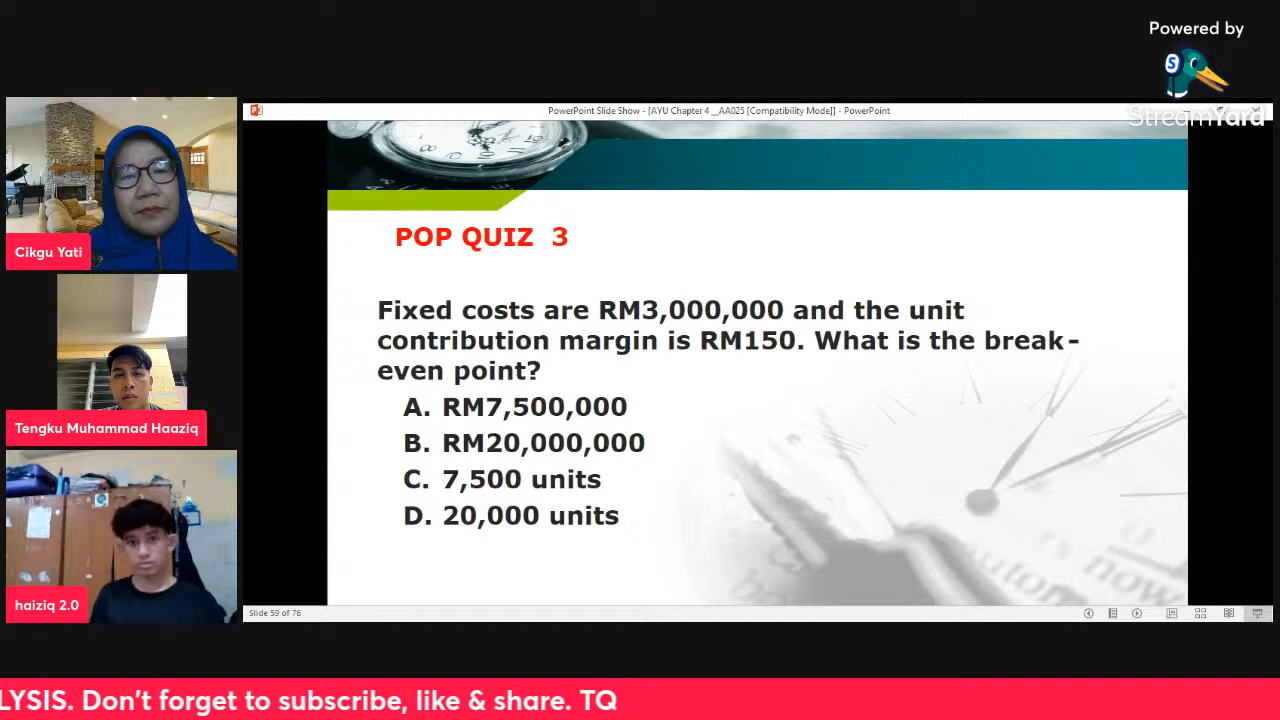 Powered by
StreamYard
PowerPoint Slide Show - [AYU Chapter 4 __AA025 [Compatibility Mode]] - PowerPoint
Cikgu Yati
Tengku Muhammad Haaziq
haiziq 2.0
POP QUIZ 3
Fixed costs are RM3,000,000 and the unit
contribution margin is RM150. What is the break-
even point?
A. RM7,500,000
B. RM20,000,000
C. 7,500 units
D. 20,000 units
Slide 59 of 76
LYSIS. Don't forget to subscribe, like & share. TQ